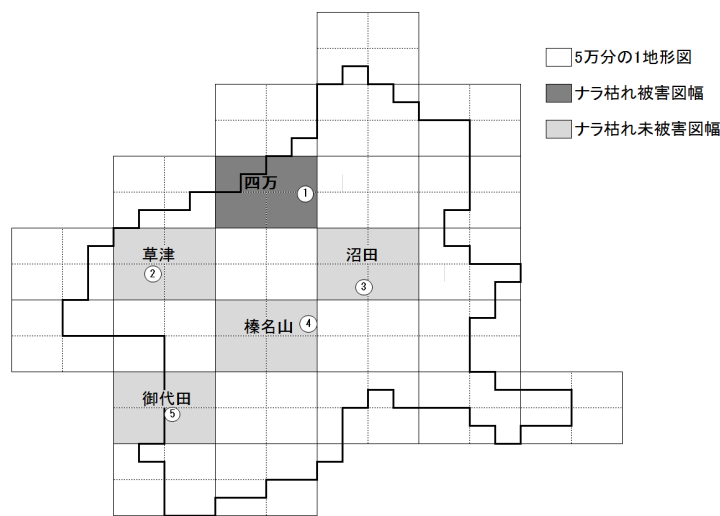 5万分の1地形図
ナラ枯れ被害図幅
ナラ枯れ未被害図幅
四万
1
草津
2
沼田
3
榛名山
4
御代田
5